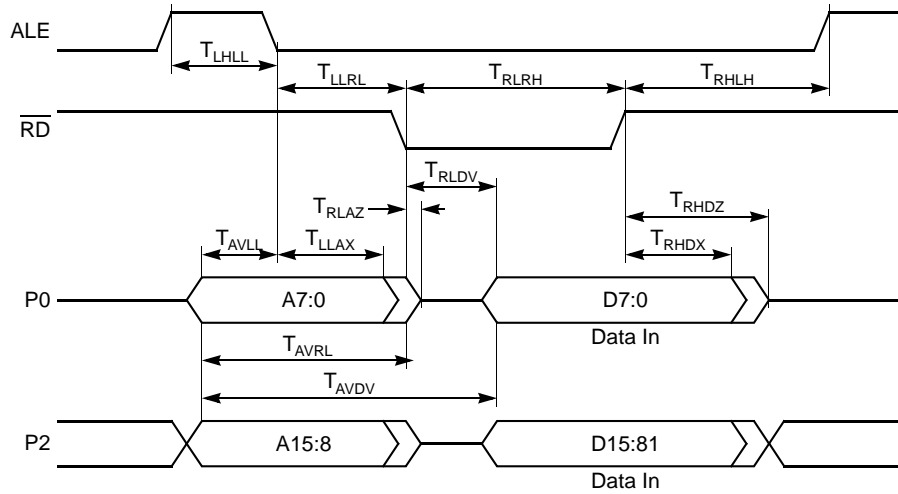 ALE
T_LHLL
T_LLRL
T_RLRH
T_RHLH
RD
T_RLDV
T_RLAZ
T_RHDZ
T_AVLL
T_LLAX
T_RHDX
P0
A7:0
D7:0
Data In
T_AVRL
T_AVDV
P2
A15:8
D15:81
Data In